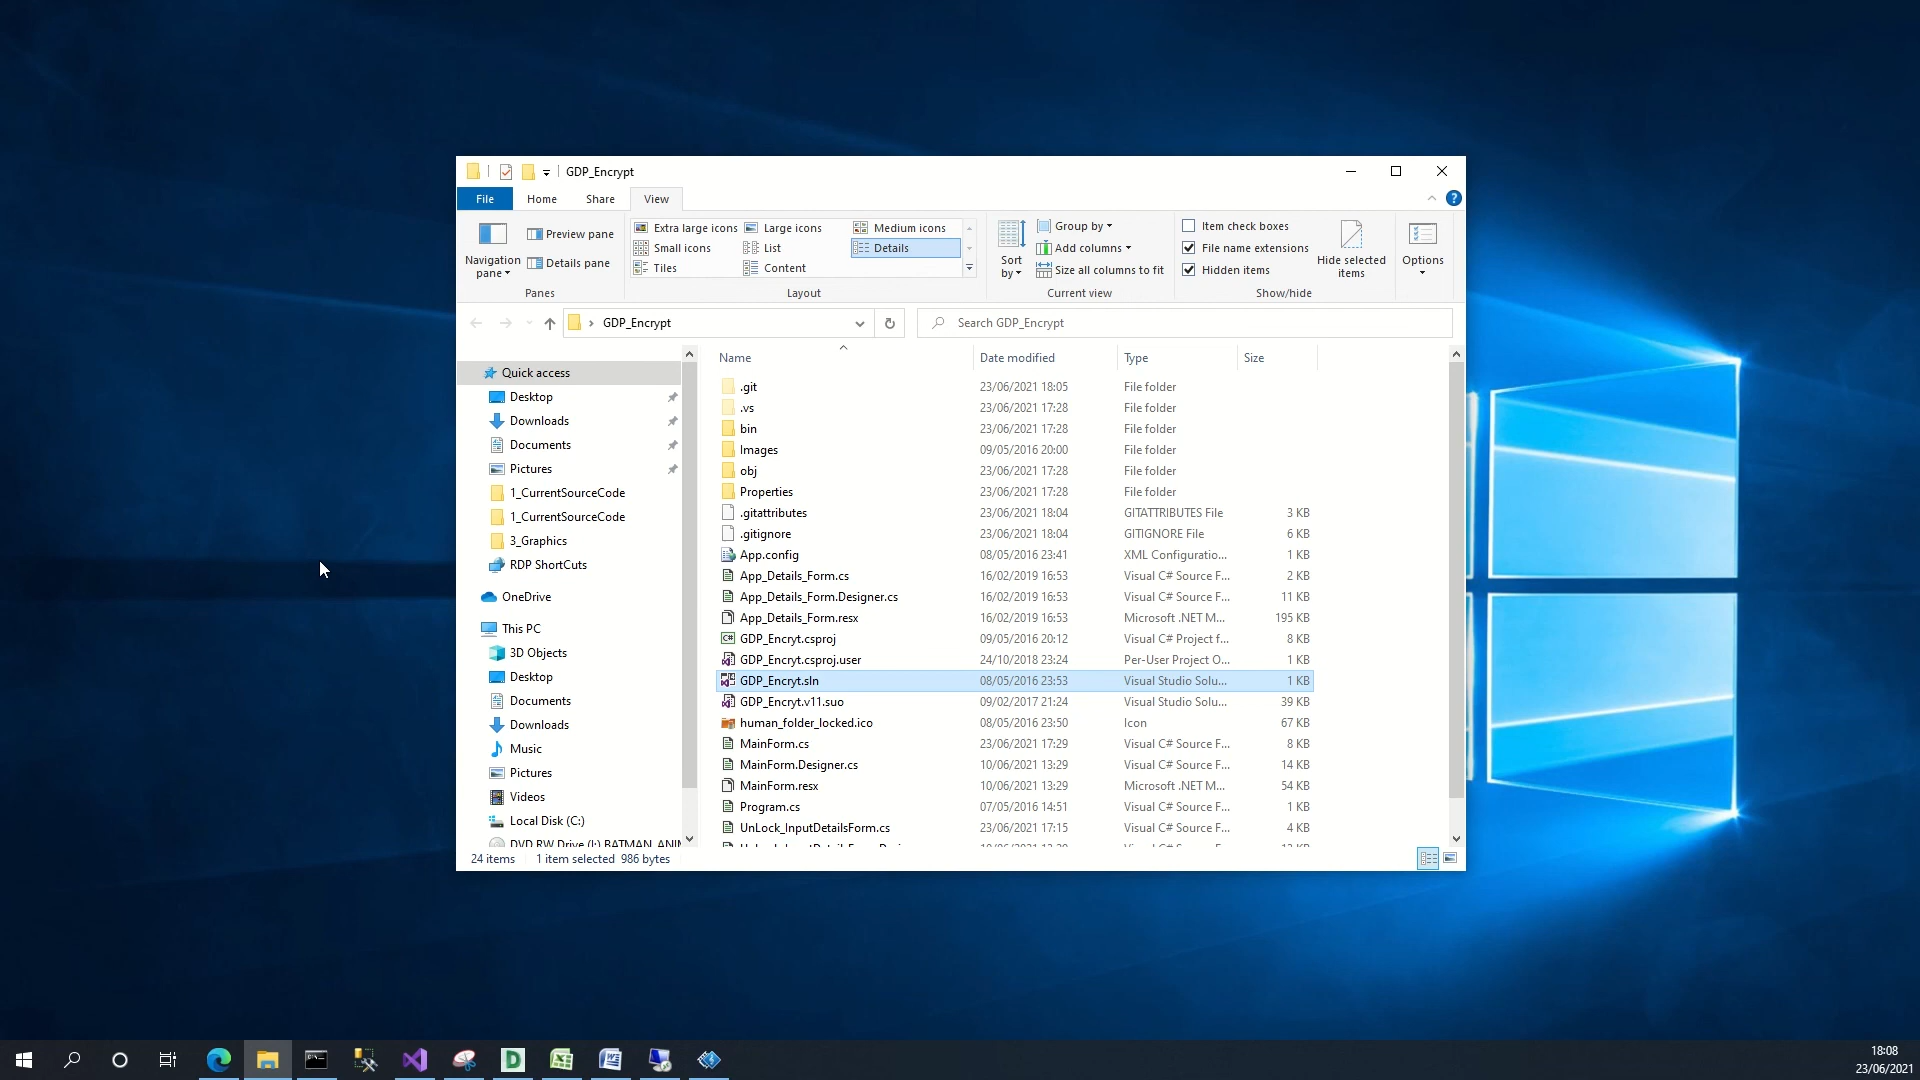 GDP_Encrypt
File Home Share View
Navigation pane
Preview pane
Details pane
Panes
Extra large icons Large icons Medium icons
Small icons List Details
Tiles Content
Layout
Sort by
Group by
Add columns
Size all columns to fit
Current view
Item check boxes
File name extensions
Hidden items
Hide selected items
Show/hide
Options
GDP_Encrypt
Search GDP_Encrypt
Quick access
Desktop
Downloads
Documents
Pictures
1_CurrentSourceCode
1_CurrentSourceCode
3_Graphics
RDP ShortCuts
OneDrive
This PC
3D Objects
Desktop
Documents
Downloads
Music
Pictures
Videos
Local Disk (C:)
DVD RW Drive (I:) BATMAN_ANI
Name Date modified Type Size
.git 23/06/2021 18:05 File folder
.vs 23/06/2021 17:28 File folder
bin 23/06/2021 17:28 File folder
Images 09/05/2016 20:00 File folder
obj 23/06/2021 17:28 File folder
Properties 23/06/2021 17:28 File folder
.gitattributes 23/06/2021 18:04 GITATTRIBUTES File 3 KB
.gitignore 23/06/2021 18:04 GITIGNORE File 6 KB
App.config 08/05/2016 23:41 XML Configuratio... 1 KB
App_Details_Form.cs 16/02/2019 16:53 Visual C# Source F... 2 KB
App_Details_Form.Designer.cs 16/02/2019 16:53 Visual C# Source F... 11 KB
App_Details_Form.resx 16/02/2019 16:53 Microsoft .NET M... 195 KB
GDP_Encryt.csproj 09/05/2016 20:12 Visual C# Project f... 8 KB
GDP_Encryt.csproj.user 24/10/2018 23:24 Per-User Project O... 1 KB
GDP_Encryt.sln 08/05/2016 23:53 Visual Studio Solu... 1 KB
GDP_Encryt.v11.suo 09/02/2017 21:24 Visual Studio Solu... 39 KB
human_folder_locked.ico 08/05/2016 23:50 Icon 67 KB
MainForm.cs 23/06/2021 17:29 Visual C# Source F... 8 KB
MainForm.Designer.cs 10/06/2021 13:29 Visual C# Source F... 14 KB
MainForm.resx 10/06/2021 13:29 Microsoft .NET M... 54 KB
Program.cs 07/05/2016 14:51 Visual C# Source F... 1 KB
UnLock_InputDetailsForm.cs 23/06/2021 17:15 Visual C# Source F... 4 KB
24 items 1 item selected 986 bytes
18:08
23/06/2021